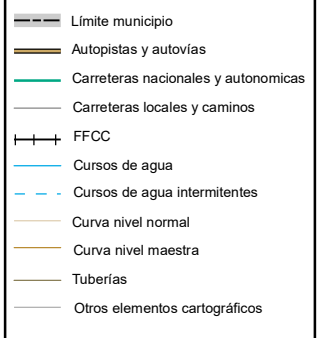 Límite municipio
Autopistas y autovías
Carreteras nacionales y autonomicas
Carreteras locales y caminos
FFCC
Cursos de agua
Cursos de agua intermitentes
Curva nivel normal
Curva nivel maestra
Tuberías
Otros elementos cartográficos